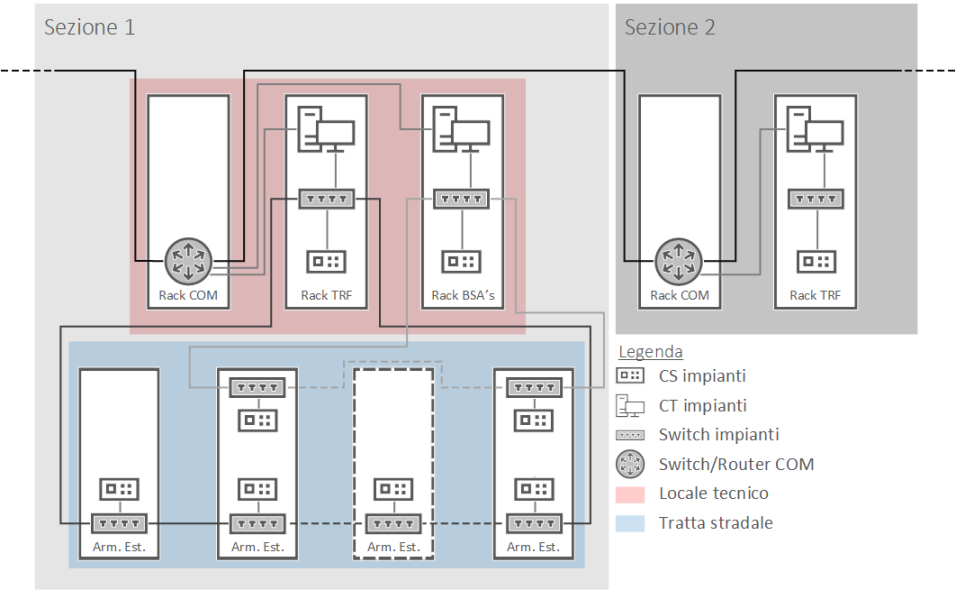 Sezione 1
Sezione 2
Rack COM
Rack TRF
Rack BSA's
Rack COM
Rack TRF
Legenda
CS impianti
CT impianti
Switch impianti
Switch/Router COM
Locale tecnico
Tratta stradale
Arm. Est.
Arm. Est.
Arm. Est.
Arm. Est.